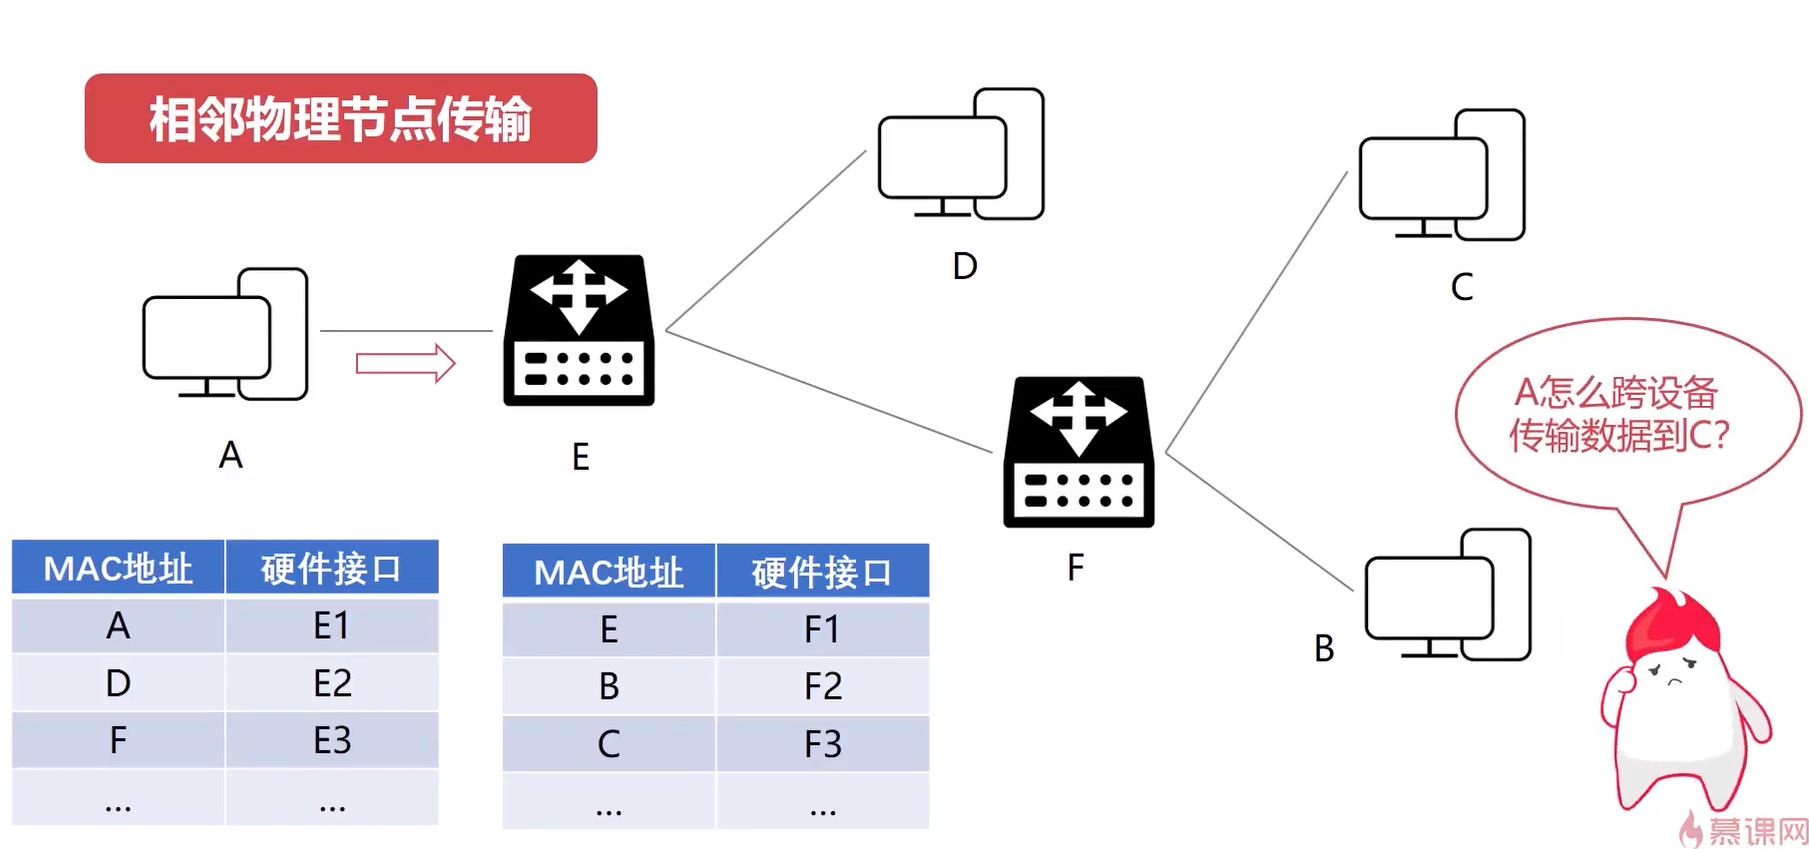 相邻物理节点传输
D
C
A
E
A怎么跨设备
传输数据到C?
F
B
MAC地址 硬件接口
A E1
D E2
F E3
... ...
MAC地址 硬件接口
E F1
B F2
C F3
... ...
慕课网